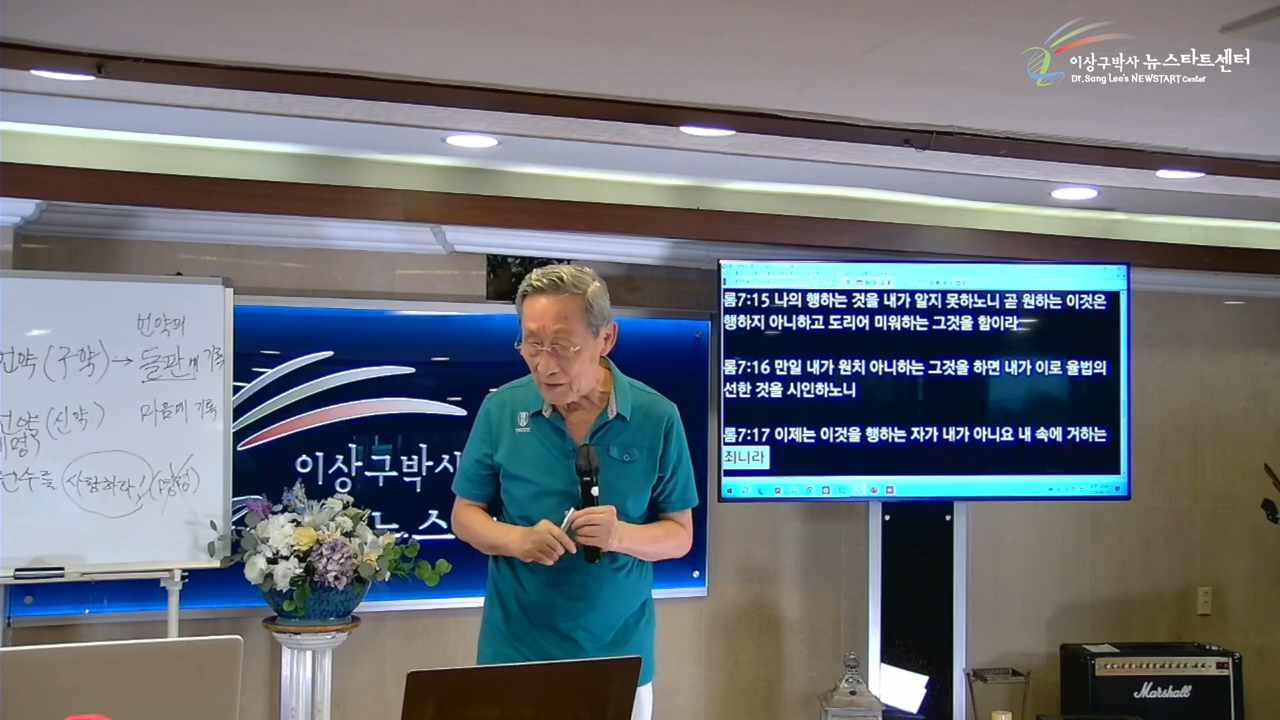 이상구박사 뉴스타트센터
Dr. Sang Lee's NEWSTART Center
언약의
언약(구약)→돌판에 기록
(신약) 마음에 기록
원수를 사랑하라!
이상구박사
뉴스
롬7:15 나의 행하는 것을 내가 알지 못하노니 곧 원하는 이것은
행하지 아니하고 도리어 미워하는 그것을 함이라
롬7:16 만일 내가 원치 아니하는 그것을 하면 내가 이로 율법의
선한 것을 시인하노니
롬7:17 이제는 이것을 행하는 자가 내가 아니요 내 속에 거하는
죄니라
Marshall